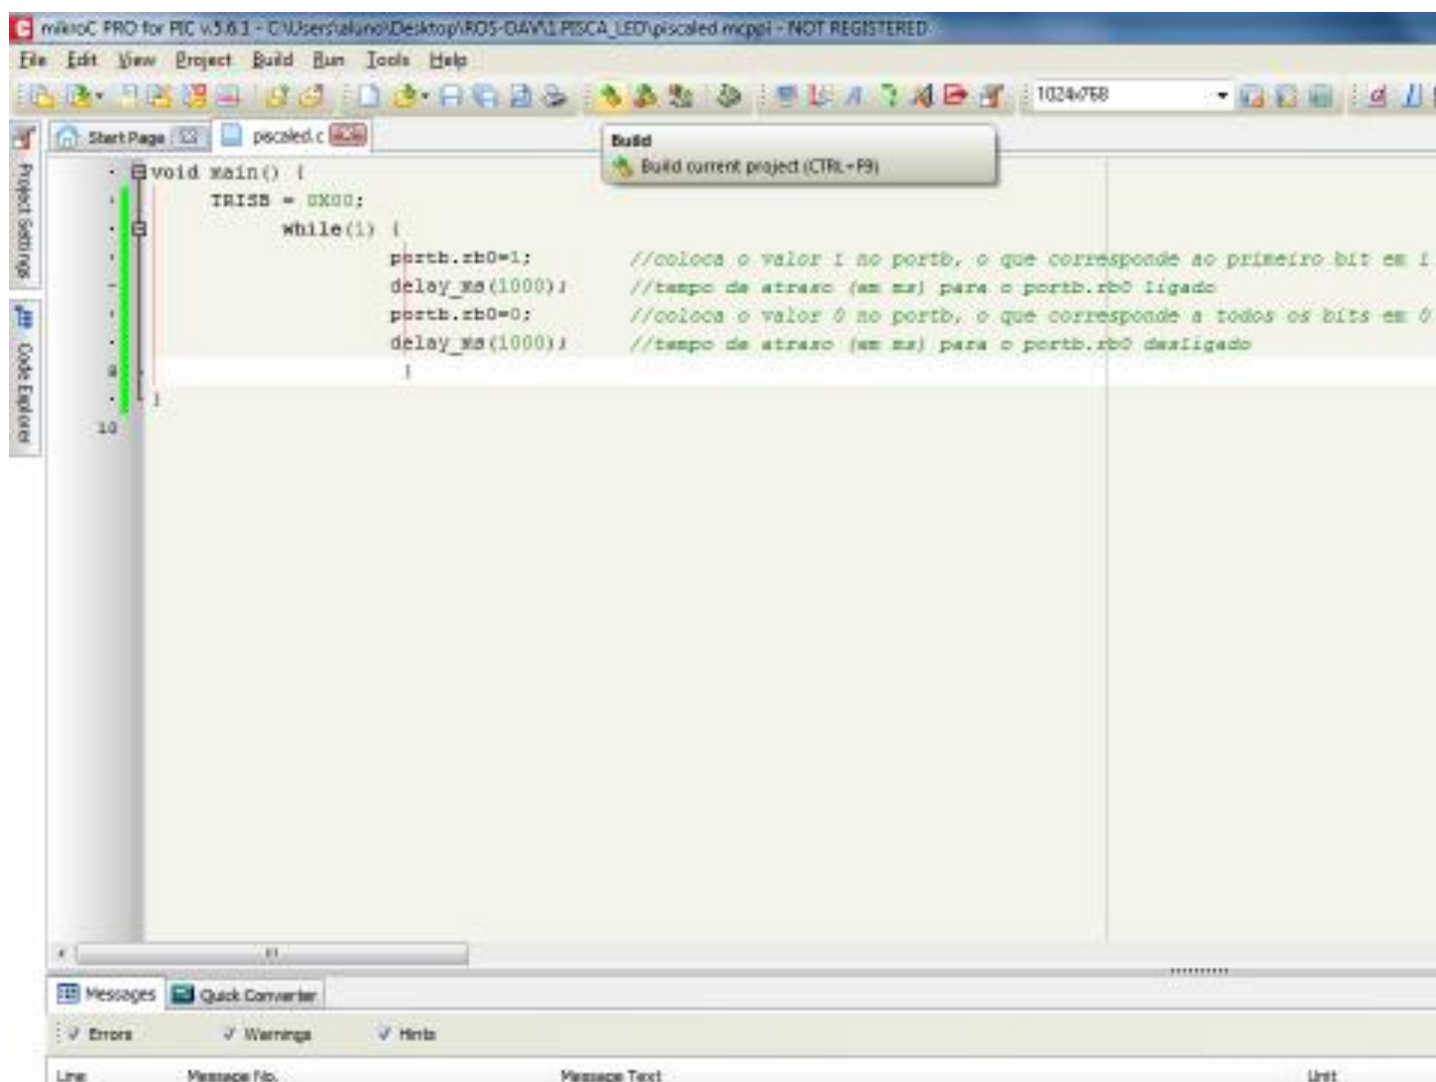 mikroC PRO for PIC v.5.6.1 - C:\Users\aluno\Desktop\ROS-DAV\1.PISCA_LED\piscaled.mcppi - NOT REGISTERED
File Edit View Project Build Run Tools Help
1024x768
Start Page piscaled.c
Build
Build current project (CTRL+F9)
Project Settings
Code Explorer
void main() {
TRISB = 0X00;
while(1) {
portb.rb0=1; //coloca o valor 1 no portb, o que corresponde ao primeiro bit em 1
delay_ms(1000); //tempo de atraso (em ms) para o portb.rb0 ligado
portb.rb0=0; //coloca o valor 0 no portb, o que corresponde a todos os bits em 0
delay_ms(1000); //tempo de atraso (em ms) para o portb.rb0 desligado
8 }
}
10
Messages Quick Converter
Errors Warnings Hints
Line Message No. Message Text Unit